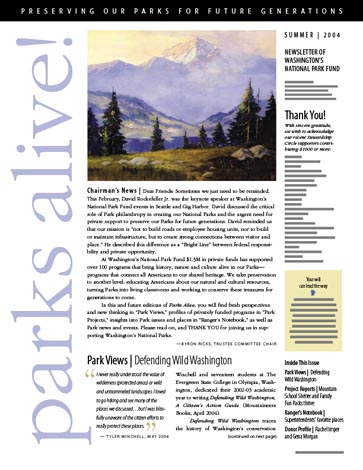 PRESERVING OUR PARKS FOR FUTURE GENERATIONS
parks alive!
SUMMER | 2004
NEWSLETTER OF
WASHINGTON'S
NATIONAL PARK FUND
Thank You!
With sincere gratitude,
we wish to acknowledge
our recent Stewardship
Circle supporters contri-
buting $1000 or more.
Chairman's News | Dear Friends: Sometimes we just need to be reminded.
This February, David Rockefeller Jr. was the keynote speaker at Washington's
National Park Fund events in Seattle and Gig Harbor. David discussed the critical
role of Park philanthropy in creating our National Parks and the urgent need for
private support to preserve our Parks for future generations. David reminded us
that our mission is "not to build roads or employee housing units, nor to build
or maintain infrastructure, but to create strong connections between visitor and
place." He described this difference as a "Bright Line" between federal responsi-
bility and private opportunity.
At Washington's National Park Fund $1.5M in private funds has supported
over 100 programs that bring history, nature and culture alive in our Parks—
programs that connect all Americans to our shared heritage. We take preservation
to another level: educating Americans about our natural and cultural resources,
turning Parks into living classrooms and working to conserve these treasures for
generations to come.
In this and future editions of Parks Alive, you will find fresh perspectives
and new thinking in "Park Views," profiles of privately funded programs in "Park
Projects," insights into Park issues and places in "Ranger's Notebook," as well as
Park news and events. Please read on, and THANK YOU for joining us in sup-
porting Washington's National Parks.
—BYRON RICKS, TRUSTEE COMMITTEE CHAIR
You will
can lead the way
Park Views | Defending Wild Washington
"I never really understood the value of
wilderness (protected areas) or wild
and untrammeled landscapes. I loved
to go hiking and see many of the
places we discussed ... but I was bliss-
fully unaware of the citizen efforts to
really protect these places."
— TYLER WINCHELL, MAY 2004
Winchell and seventeen students at The
Evergreen State College in Olympia, Wash-
ington, dedicated their 2002-03 academic
year to writing Defending Wild Washington,
A Citizen's Action Guide (Mountaineers
Books, April 2004).
Defending Wild Washington traces
the history of Washington's conservation
(continued on next page)
Inside This Issue
Park Views | Defending
Wild Washington
Project Reports | Mountain
School Shelter and Family
Fun Packs thrive
Ranger's Notebook |
Superintendents' favorite places
Donor Profile | Rachel Imper
and Gena Morgan